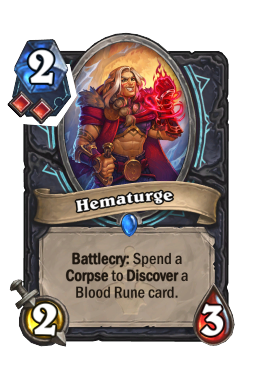 2
Hematurge
Battlecry: Spend a
Corpse to Discover a
Blood Rune card.
2
3